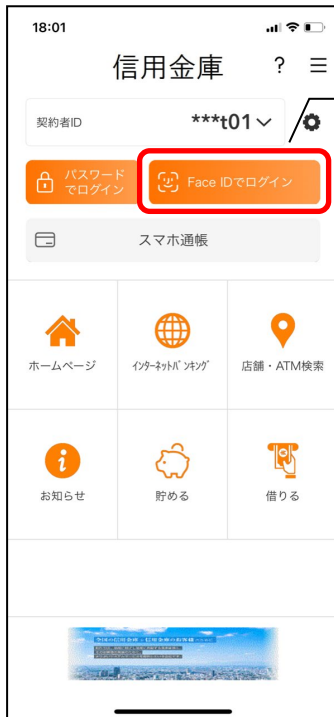 18:01
信用金庫 ?
契約者ID ***t01
パスワード
でログイン
Face IDでログイン
スマホ通帳
ホームページ
インターネットバンキング
店舗・ATM検索
お知らせ
貯める
借りる